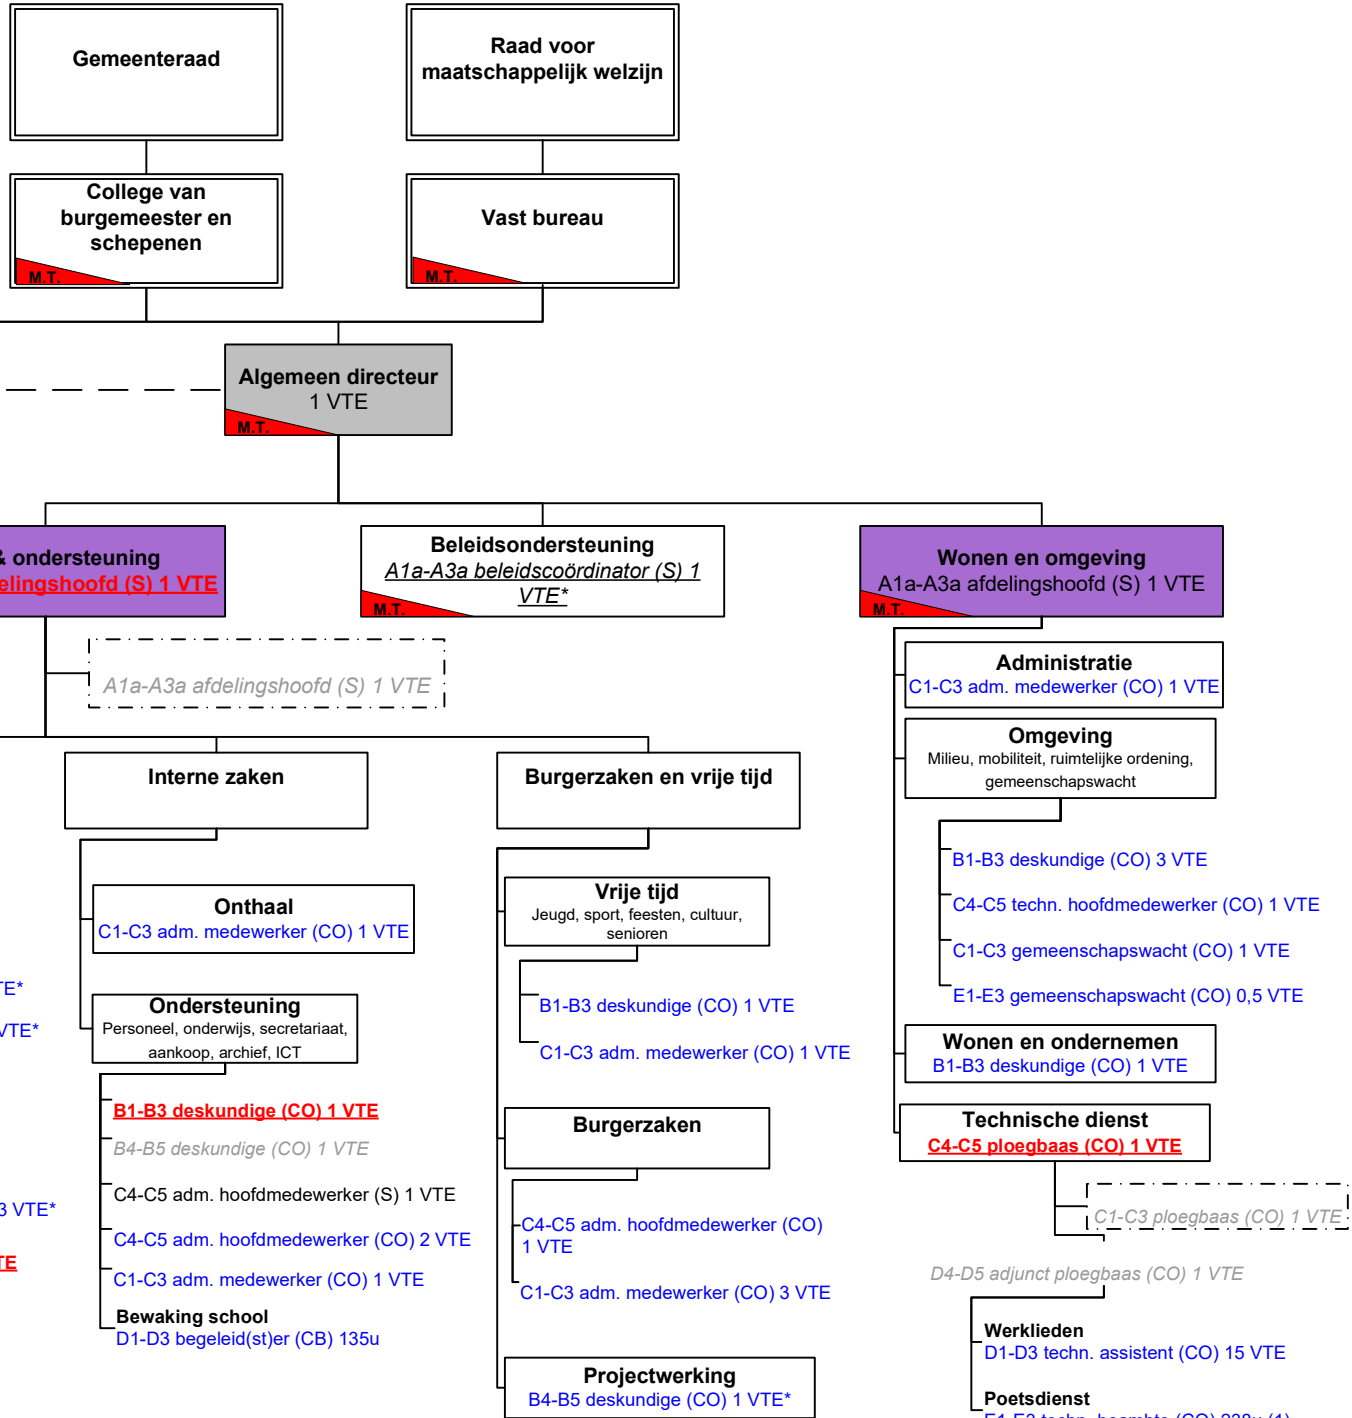 Gemeenteraad
Raad voor
maatschappelijk welzijn
College van
burgemeester en
schepenen
M.T.
Vast bureau
M.T.
Algemeen directeur
1 VTE
M.T.
& ondersteuning
elingshoofd (S) 1 VTE
Beleidsondersteuning
A1a-A3a beleidscoördinator (S) 1
VTE*
M.T.
Wonen en omgeving
A1a-A3a afdelingshoofd (S) 1 VTE
M.T.
A1a-A3a afdelingshoofd (S) 1 VTE
Interne zaken
Onthaal
C1-C3 adm. medewerker (CO) 1 VTE
Ondersteuning
Personeel, onderwijs, secretariaat,
aankoop, archief, ICT
B1-B3 deskundige (CO) 1 VTE
B4-B5 deskundige (CO) 1 VTE
C4-C5 adm. hoofdmedewerker (S) 1 VTE
C4-C5 adm. hoofdmedewerker (CO) 2 VTE
C1-C3 adm. medewerker (CO) 1 VTE
Bewaking school
D1-D3 begeleid(st)er (CB) 135u
VTE*
3 VTE*
Burgerzaken en vrije tijd
Vrije tijd
Jeugd, sport, feesten, cultuur,
senioren
B1-B3 deskundige (CO) 1 VTE
C1-C3 adm. medewerker (CO) 1 VTE
Burgerzaken
C4-C5 adm. hoofdmedewerker (CO)
1 VTE
C1-C3 adm. medewerker (CO) 3 VTE
Projectwerking
B4-B5 deskundige (CO) 1 VTE*
Administratie
C1-C3 adm. medewerker (CO) 1 VTE
Omgeving
Milieu, mobiliteit, ruimtelijke ordening,
gemeenschapswacht
B1-B3 deskundige (CO) 3 VTE
C4-C5 techn. hoofdmedewerker (CO) 1 VTE
C1-C3 gemeenschapswacht (CO) 1 VTE
E1-E3 gemeenschapswacht (CO) 0,5 VTE
Wonen en ondernemen
B1-B3 deskundige (CO) 1 VTE
Technische dienst
C4-C5 ploegbaas (CO) 1 VTE
C1-C3 ploegbaas (CO) 1 VTE
D4-D5 adjunct ploegbaas (CO) 1 VTE
Werklieden
D1-D3 techn. assistent (CO) 15 VTE
Poetsdienst
E1-E3 techn. beambte (CO) 238u (1)